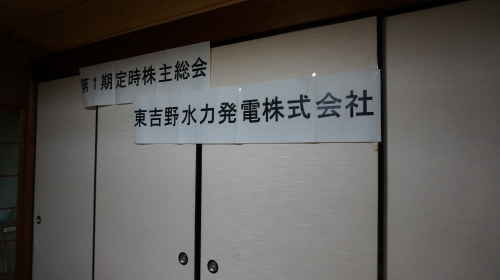 第1期定時株主総会
東吉野水力発電株式会社